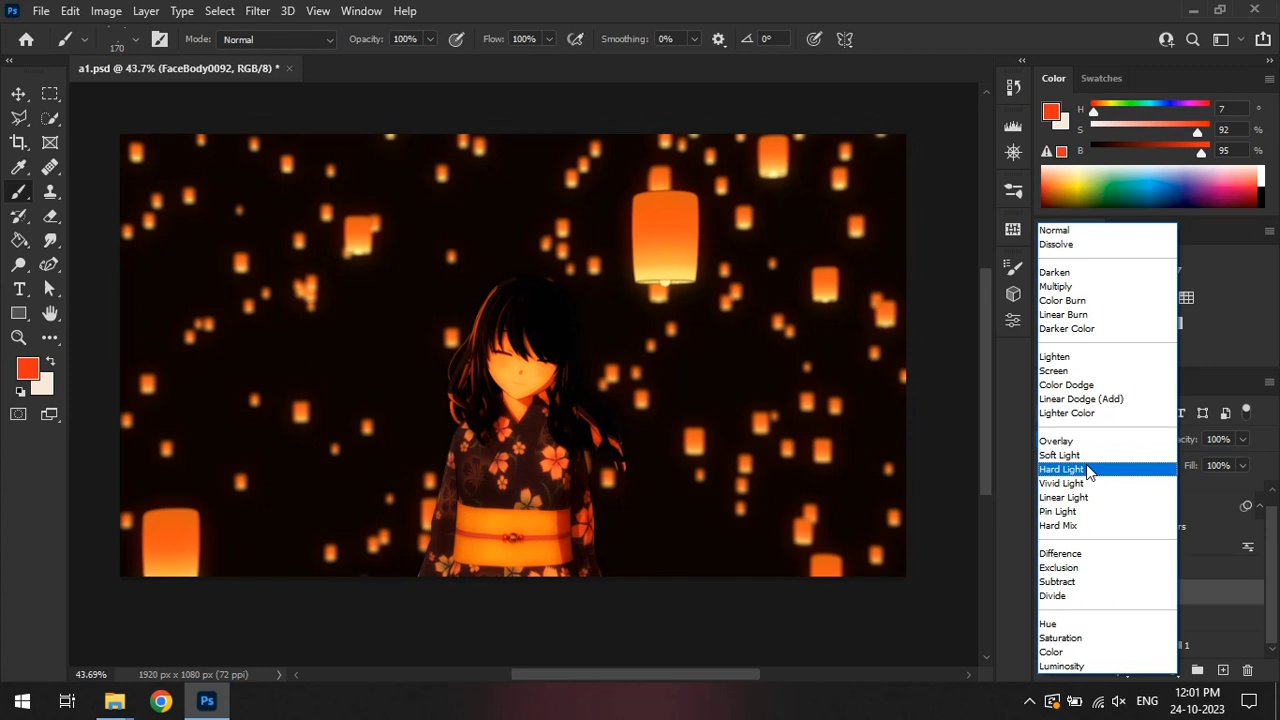 Ps File Edit Image Layer Type Select Filter 3D View Window Help
170 Mode: Normal Opacity: 100% Flow: 100% Smoothing: 0% 0°
a1.psd @ 43.7% (FaceBody0092, RGB/8) *
Color Swatches
H 7 °
S 92 %
B 95 %
Normal
Dissolve
Darken
Multiply
Color Burn
Linear Burn
Darker Color
Lighten
Screen
Color Dodge
Linear Dodge (Add)
Lighter Color
Overlay
Soft Light
Hard Light
Vivid Light
Linear Light
Pin Light
Hard Mix
Difference
Exclusion
Subtract
Divide
Hue
Saturation
Color
Luminosity
100%
Fill: 100%
1
43.69% 1920 px x 1080 px (72 ppi)
Ps ENG 12:01 PM
24-10-2023